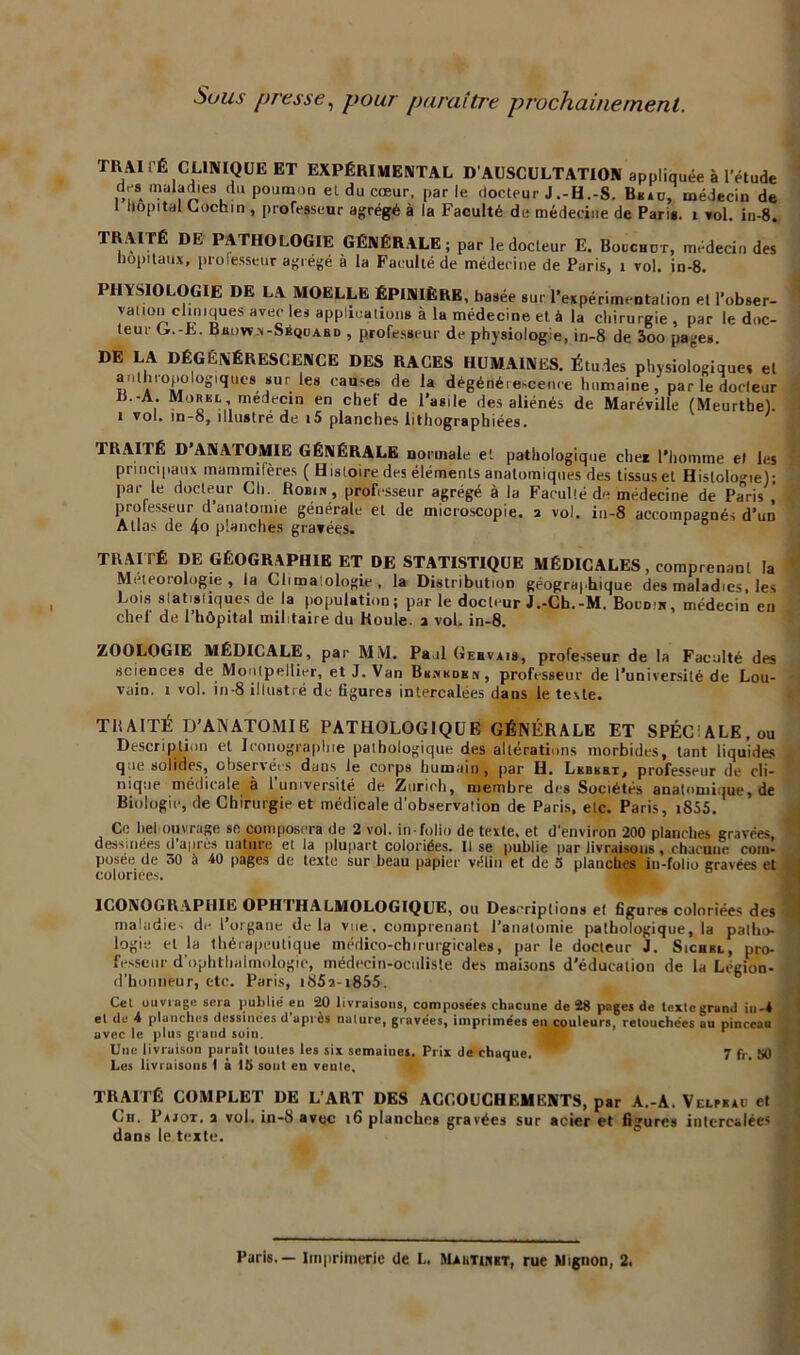 Sous presse, pour paraître prochainement.
TRAITÉ CLINIQUE ET EXPÉRIMENTAL D'AUSCULTATION appliquée à l'étude
des maladies du poumon et du cœur, par le docteur J.-H.-S. BEAU, médecin de
l'hôpital Cochin, professeur agrégé à la Faculté de médecine de Paris. 1 vol. in-8.
TRAITÉ DE PATHOLOGIE GÉNÉRALE; par le docteur E. BOUCHUT, médecin des
hôpitaux, professeur agrégé à la Faculté de médecine de Paris, 1 vol. in-8.
PHYSIOLOGIE DE LA MOELLE ÉPINIÈRE, basée sur l'expérimentation et l'obser-
vation cliniques avec les applications à la médecine et à la chirurgie, par le doc-
teur G.-E. BROWN-SÉQUARD, professeur de physiologie, in-8 de 300 pages.
DE LA DÉGÉNÉRESCENCE DES RACES HUMAINES. Études physiologiques et
anthropologiques sur les causes de la dégénérescence humaine, par le docteur
B.-A. MOREL, médecin en chef de l'asile des aliénés de Maréville (Meurthe).
1 vol. in-8, illustré de 15 planches lithographiées.
TRAITÉ D'ANATOMIE GÉNÉRALE normale et pathologique chez l'homme et les
principaux mammifères (Histoire des éléments anatomiques des tissus et Histologie);
par le docteur Ch. ROBIN, professeur agrégé à la Faculté de médecine de Paris,
professeur d'anatomie générale et de microscopie. 2 vol. in-8 accompagnés d'un
Atlas de 40 planches gravées.
TRAITÉ DE GÉOGRAPHIE ET DE STATISTIQUE MÉDICALES, comprenant la
Météorologie, la Climatologie, la Distribution géographique des maladies, les
Lois statistiques de la population; par le docteur J.-Ch.-M. BOUDIN, médecin en
chef de l'hôpital militaire du Roule. 2 vol. in-8.
ZOOLOGIE MÉDICALE, par MM. Paul GERVAIS, professeur de la Faculté des
sciences de Montpellier, et J. Van BENEDEN, professeur de l'université de Lou-
vain. 1 vol. in-8 illustré de figures intercalées dans le texte.
TRAITÉ D'ANATOMIE PATHOLOGIQUE GÉNÉRALE ET SPÉCIALE, ou
Description et Iconographie pathologique des altérations morbides, tant liquides
que solides, observées dans le corps humain, par H. LEBERT, professeur de cli-
nique médicale à l'université de Zurich, membre des Sociétés anatomique, de
Biologie, de Chirurgie et médicale d'observation de Paris, etc. Paris, 1855.
Ce bel ouvrage se composera de 2 vol. in-folio de texte, et d'environ 200 planches gravées,
dessinées d'après nature et la plupart coloriées. Il se publie par livraisons, chacune com-
posée de 30 à 40 pages de texte sur beau papier vélin et de 5 planches in-folio gravées et
coloriées.
ICONOGRAPHIE OPHTHALMOLOGIQUE, ou Descriptions et figures coloriées des
maladies de l'organe de la vue, comprenant l'anatomie pathologique, la patho-
logie et la thérapeutique médico-chirurgicales, par le docteur J. SICHEL, pro-
fesseur d'ophthalmologie, médecin-oculiste des maisons d'éducation de la Légion-
d'honneur, etc. Paris, 1852-1855.
Cet ouvrage sera publié en 20 livraisons, composées chacune de 28 pages de texte grand in-4
et de 4 planches dessinées d'après nature, gravées, imprimées en couleurs, retouchées au pinceau
avec le plus grand soin.
Une livraison paraît toutes les six semaines. Prix de chaque. 7 fr. 50
Les livraisons 1 à 15 sont en vente.
TRAITÉ COMPLET DE L'ART DES ACCOUCHEMENTS, par A.-A. VELPEAU et
CH. PAJOT. 2 vol. in-8 avec 16 planches gravées sur acier et figures intercalées
dans le texte.
Paris. — Imprimerie de L. MARTINET, rue Mignon, 2.